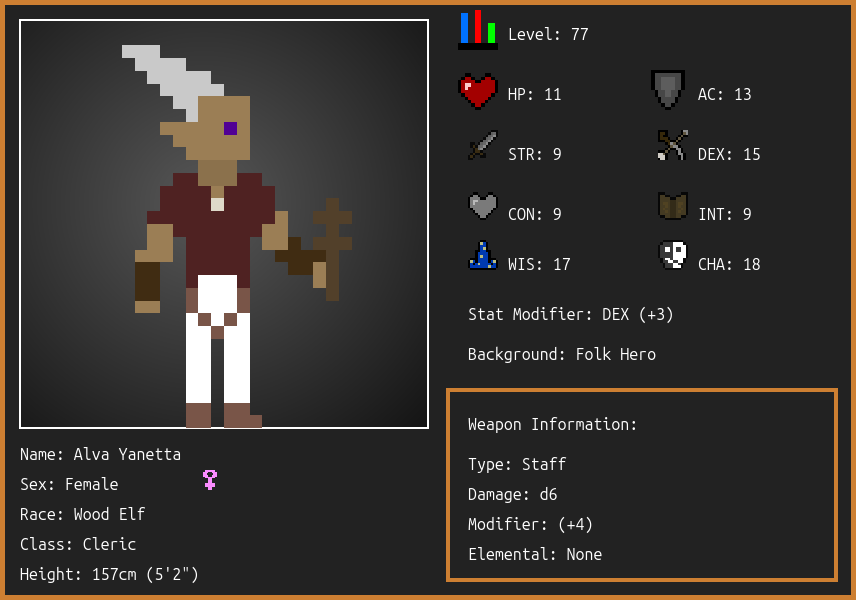 Level: 77
HP: 11
AC: 13
STR: 9
DEX: 15
CON: 9
INT: 9
WIS: 17
CHA: 18
Stat Modifier: DEX (+3)
Background: Folk Hero
Weapon Information:
Type: Staff
Damage: d6
Modifier: (+4)
Elemental: None
Name: Alva Yanetta
Sex: Female
Race: Wood Elf
Class: Cleric
Height: 157cm (5'2")